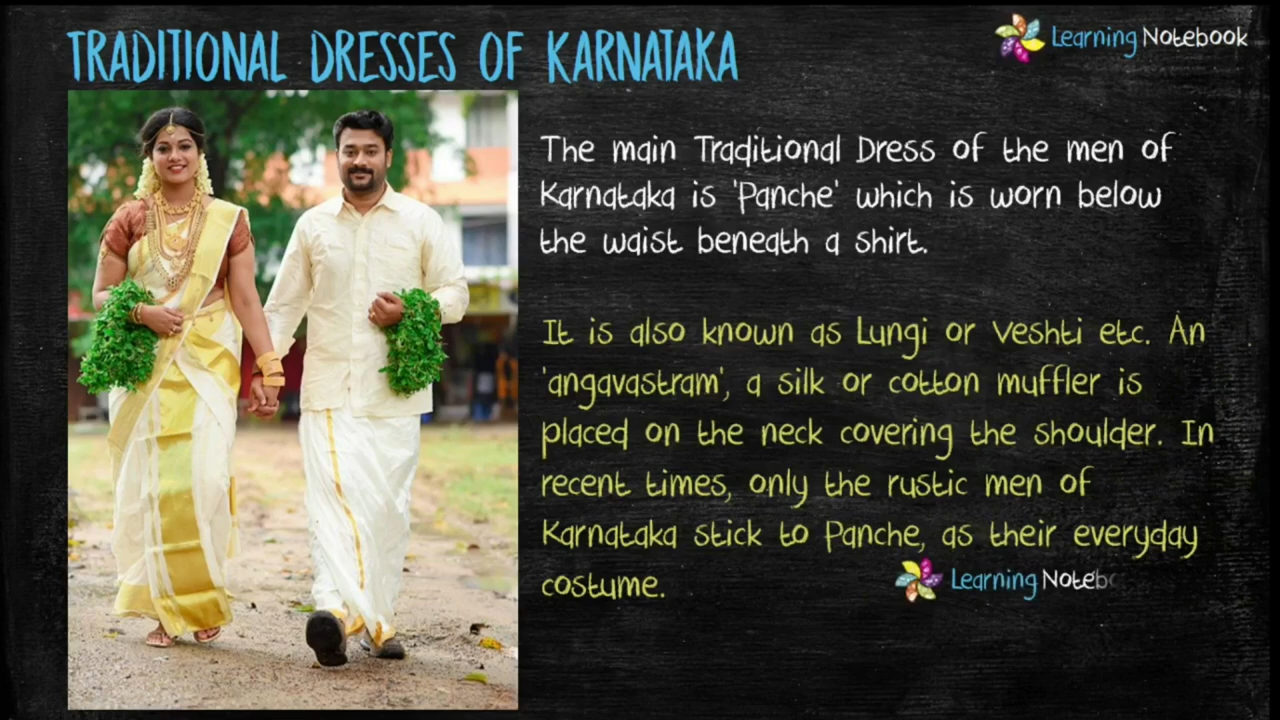 TRADITIONAL DRESSES OF KARNATAKA
Learning Notebook
The main Traditional Dress of the men of
Karnataka is 'Panche' which is worn below
the waist beneath a shirt.
It is also known as Lungi or Veshti etc. An
'angavastram', a silk or cotton muffler is
placed on the neck covering the shoulder. In
recent times, only the rustic men of
Karnataka stick to Panche, as their everyday
costume.
Learning Noteb